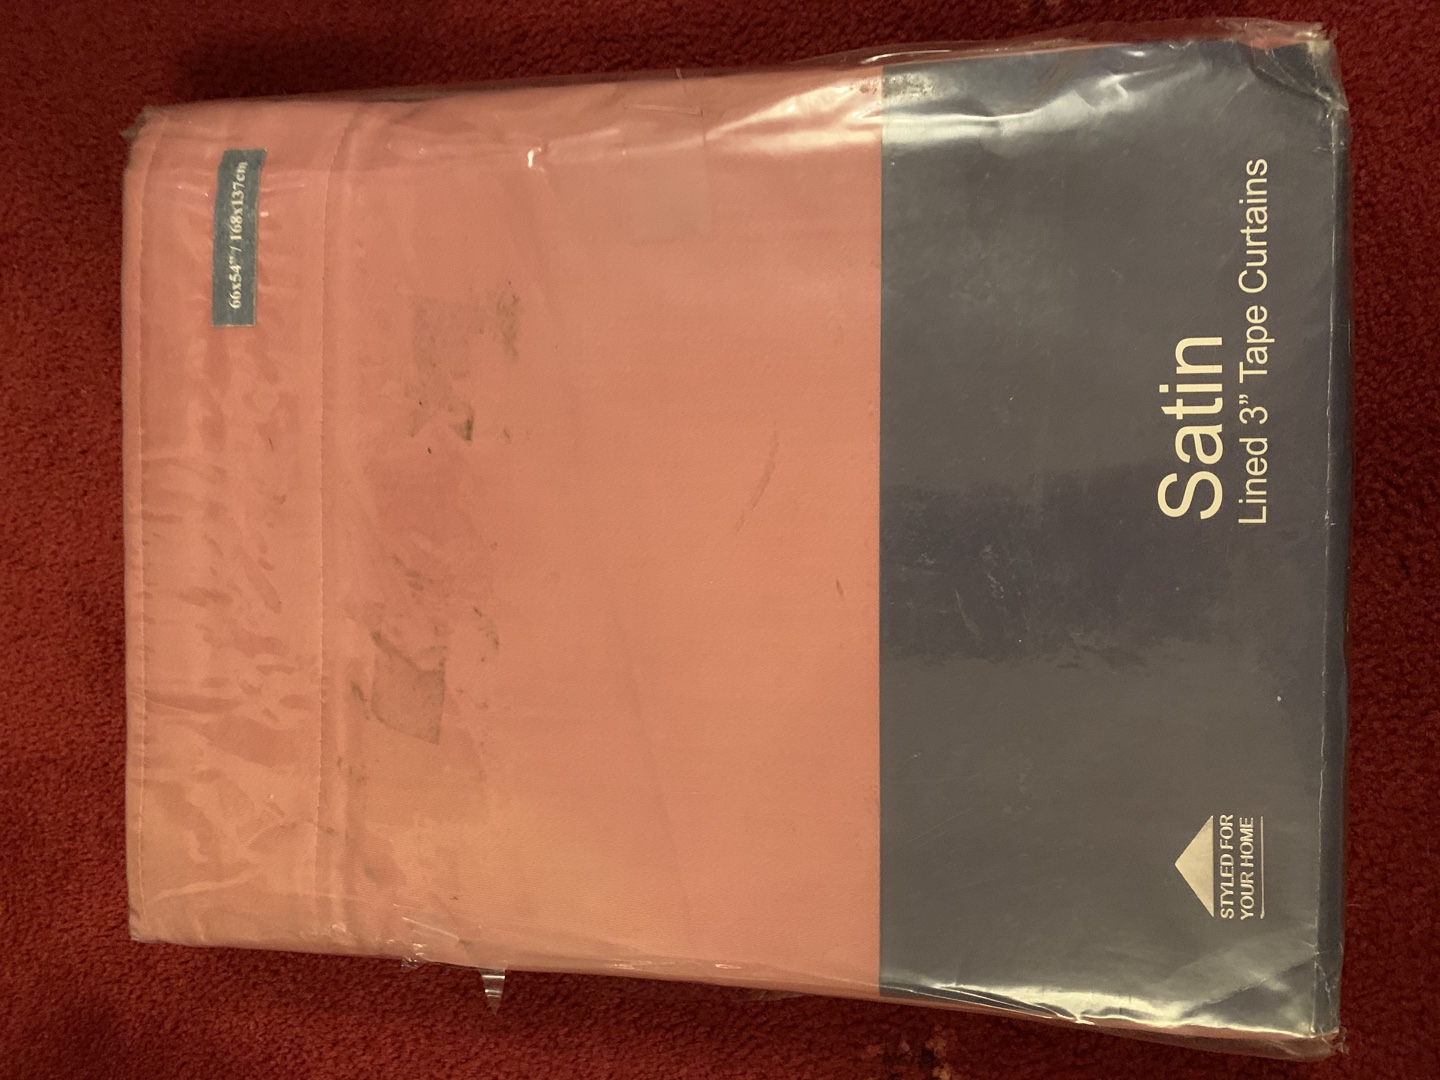 66x54" / 168x137cm
Satin
Lined 3” Tape Curtains
STYLED FOR
YOUR HOME